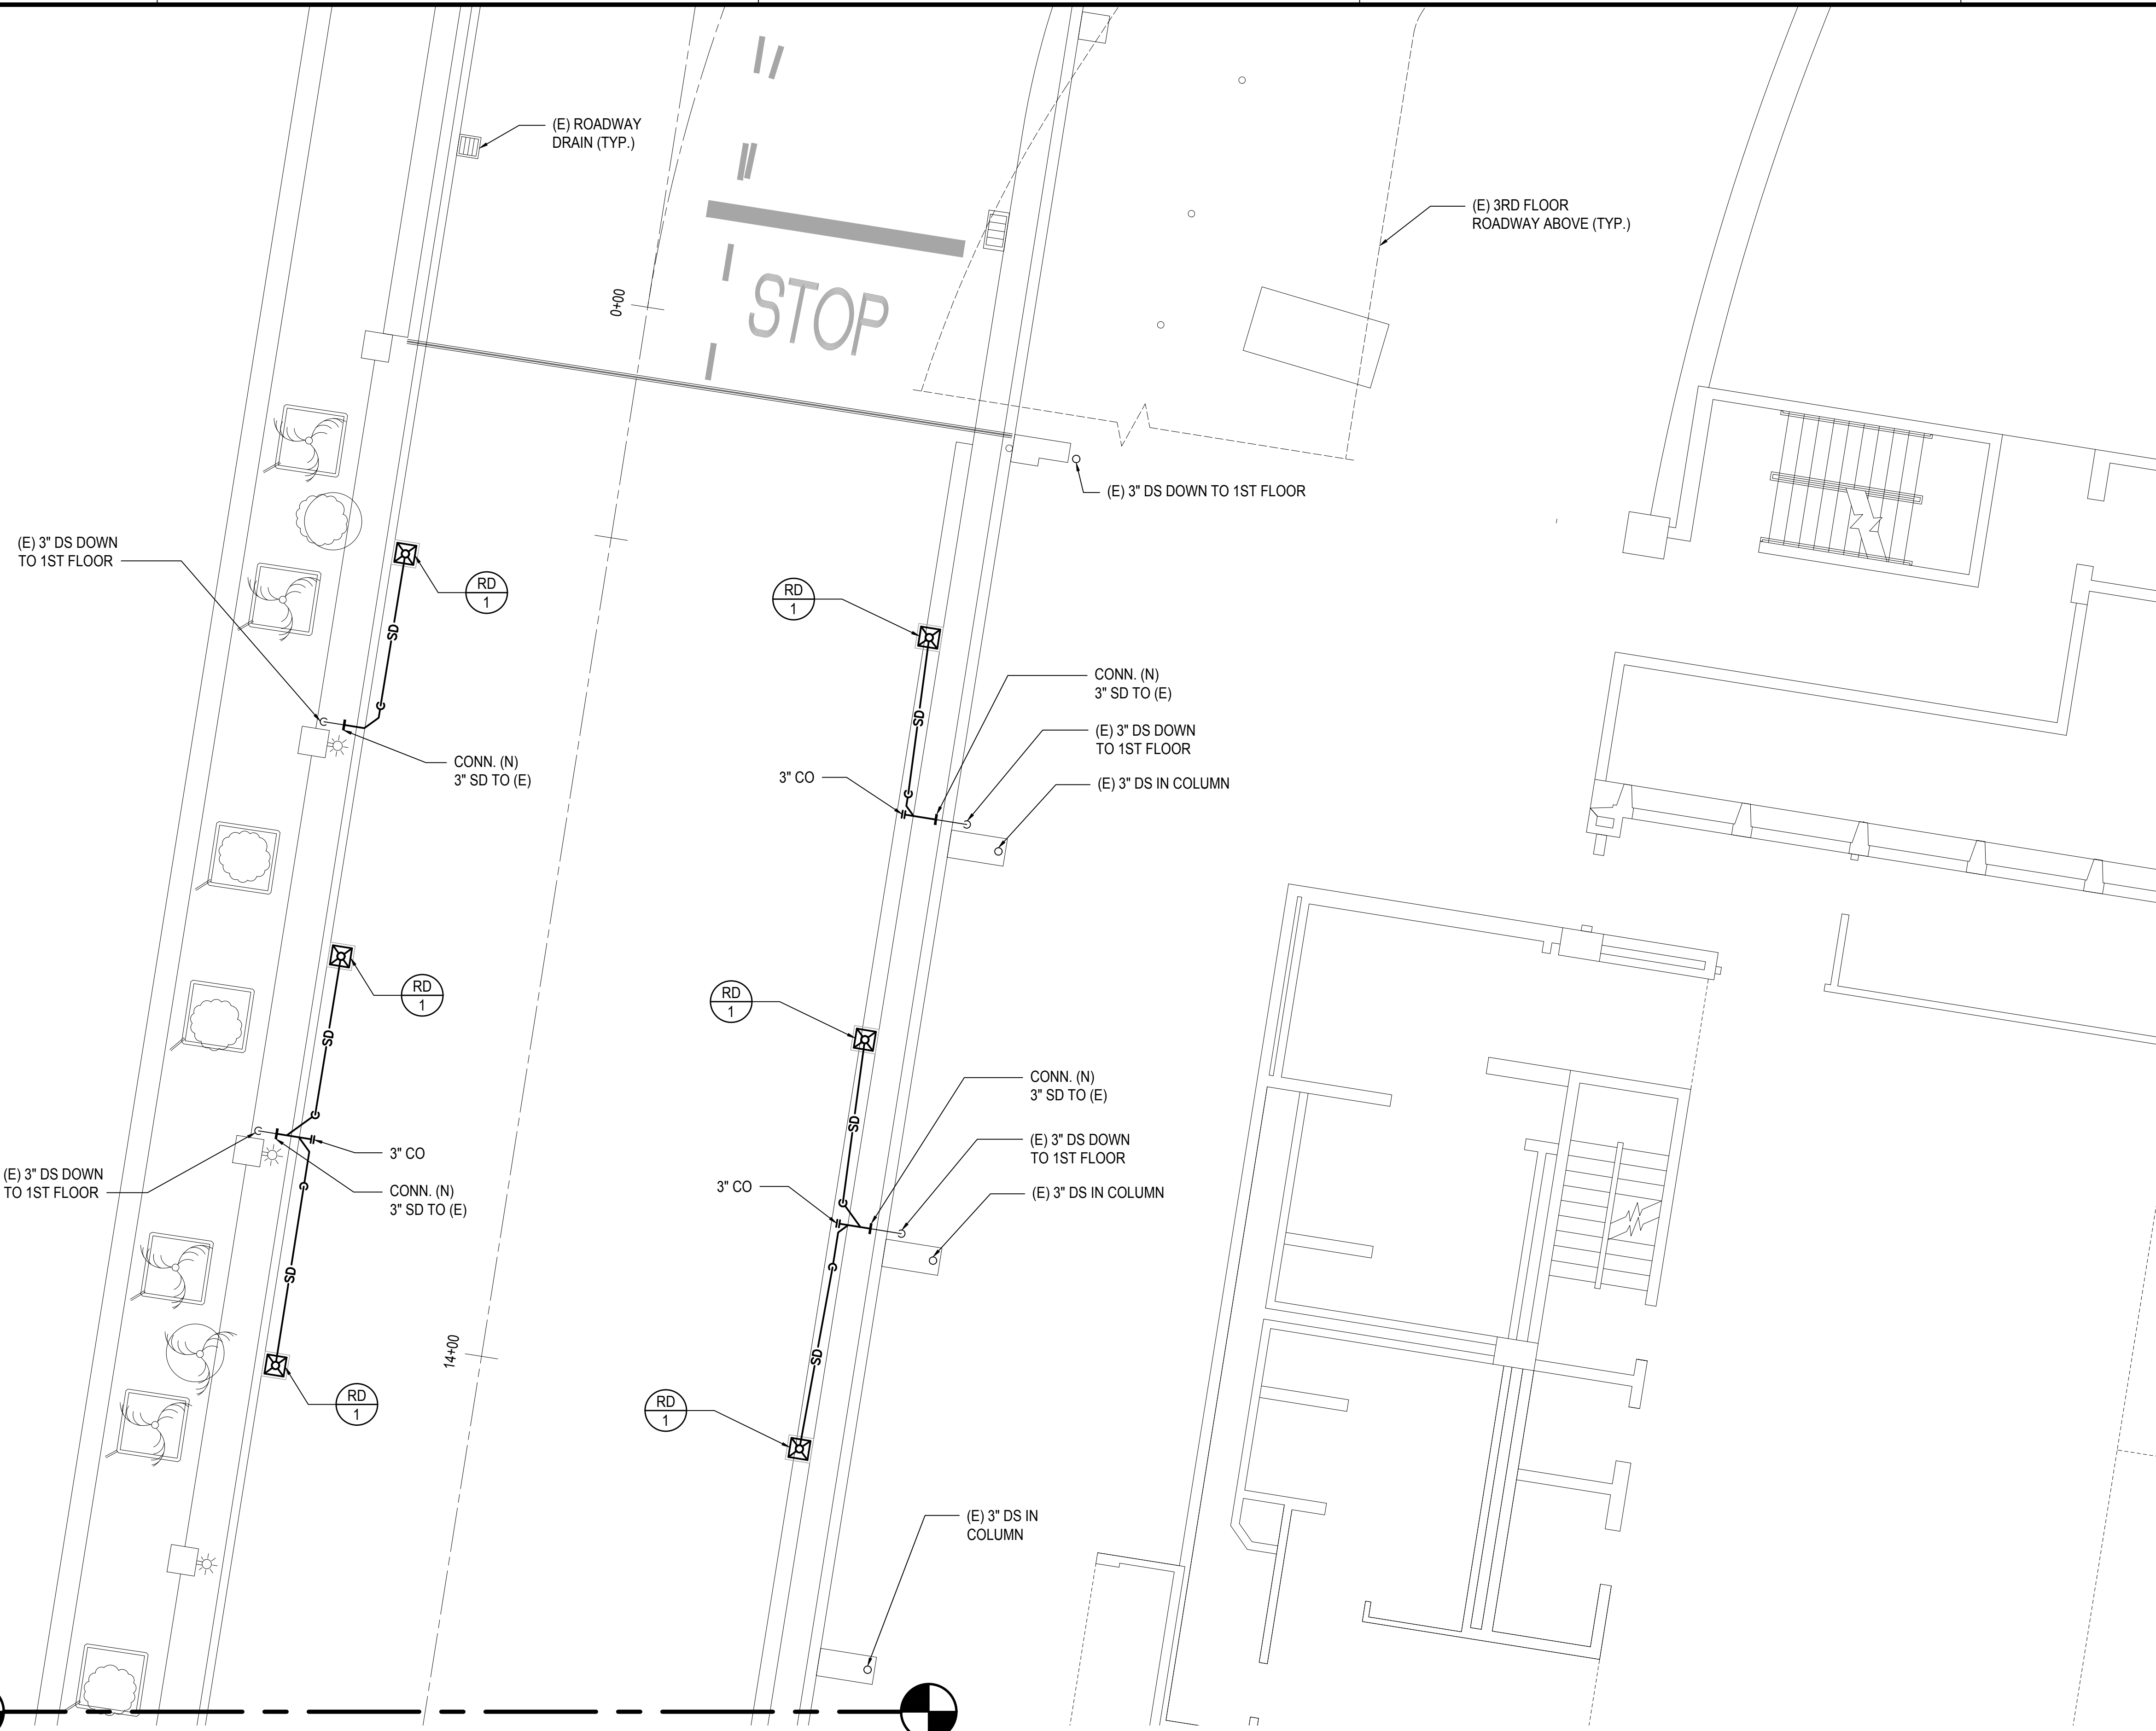 (E) ROADWAY
DRAIN (TYP.)
(E) 3RD FLOOR
ROADWAY ABOVE (TYP.)
0+00
STOP
(E) 3" DS DOWN TO 1ST FLOOR
(E) 3" DS DOWN
TO 1ST FLOOR
RD
1
RD
1
SD
CONN. (N)
3" SD TO (E)
SD
(E) 3" DS DOWN
TO 1ST FLOOR
CONN. (N)
3" SD TO (E)
3" CO
(E) 3" DS IN COLUMN
RD
1
RD
1
SD
CONN. (N)
3" SD TO (E)
SD
(E) 3" DS DOWN
TO 1ST FLOOR
3" CO
(E) 3" DS DOWN
TO 1ST FLOOR
CONN. (N)
3" SD TO (E)
3" CO
(E) 3" DS IN COLUMN
SD
14+00
SD
RD
1
RD
1
(E) 3" DS IN
COLUMN